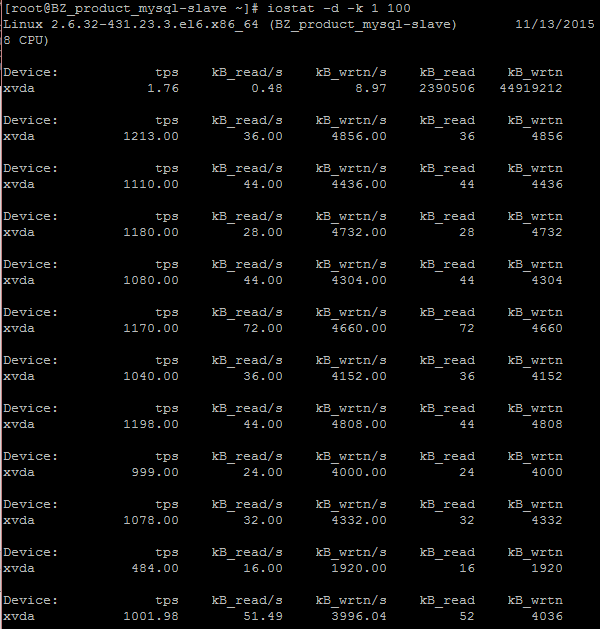 [root@BZ_product_mysql-slave ~]# iostat -d -k 1 100
Linux 2.6.32-431.23.3.el6.x86_64 (BZ_product_mysql-slave) 11/13/2015
8 CPU)
Device: tps kB_read/s kB_wrtn/s kB_read kB_wrtn
xvda 1.76 0.48 8.97 2390506 44919212
Device: tps kB_read/s kB_wrtn/s kB_read kB_wrtn
xvda 1213.00 36.00 4856.00 36 4856
Device: tps kB_read/s kB_wrtn/s kB_read kB_wrtn
xvda 1110.00 44.00 4436.00 44 4436
Device: tps kB_read/s kB_wrtn/s kB_read kB_wrtn
xvda 1180.00 28.00 4732.00 28 4732
Device: tps kB_read/s kB_wrtn/s kB_read kB_wrtn
xvda 1080.00 44.00 4304.00 44 4304
Device: tps kB_read/s kB_wrtn/s kB_read kB_wrtn
xvda 1170.00 72.00 4660.00 72 4660
Device: tps kB_read/s kB_wrtn/s kB_read kB_wrtn
xvda 1040.00 36.00 4152.00 36 4152
Device: tps kB_read/s kB_wrtn/s kB_read kB_wrtn
xvda 1198.00 44.00 4808.00 44 4808
Device: tps kB_read/s kB_wrtn/s kB_read kB_wrtn
xvda 999.00 24.00 4000.00 24 4000
Device: tps kB_read/s kB_wrtn/s kB_read kB_wrtn
xvda 1078.00 32.00 4332.00 32 4332
Device: tps kB_read/s kB_wrtn/s kB_read kB_wrtn
xvda 484.00 16.00 1920.00 16 1920
Device: tps kB_read/s kB_wrtn/s kB_read kB_wrtn
xvda 1001.98 51.49 3996.04 52 4036